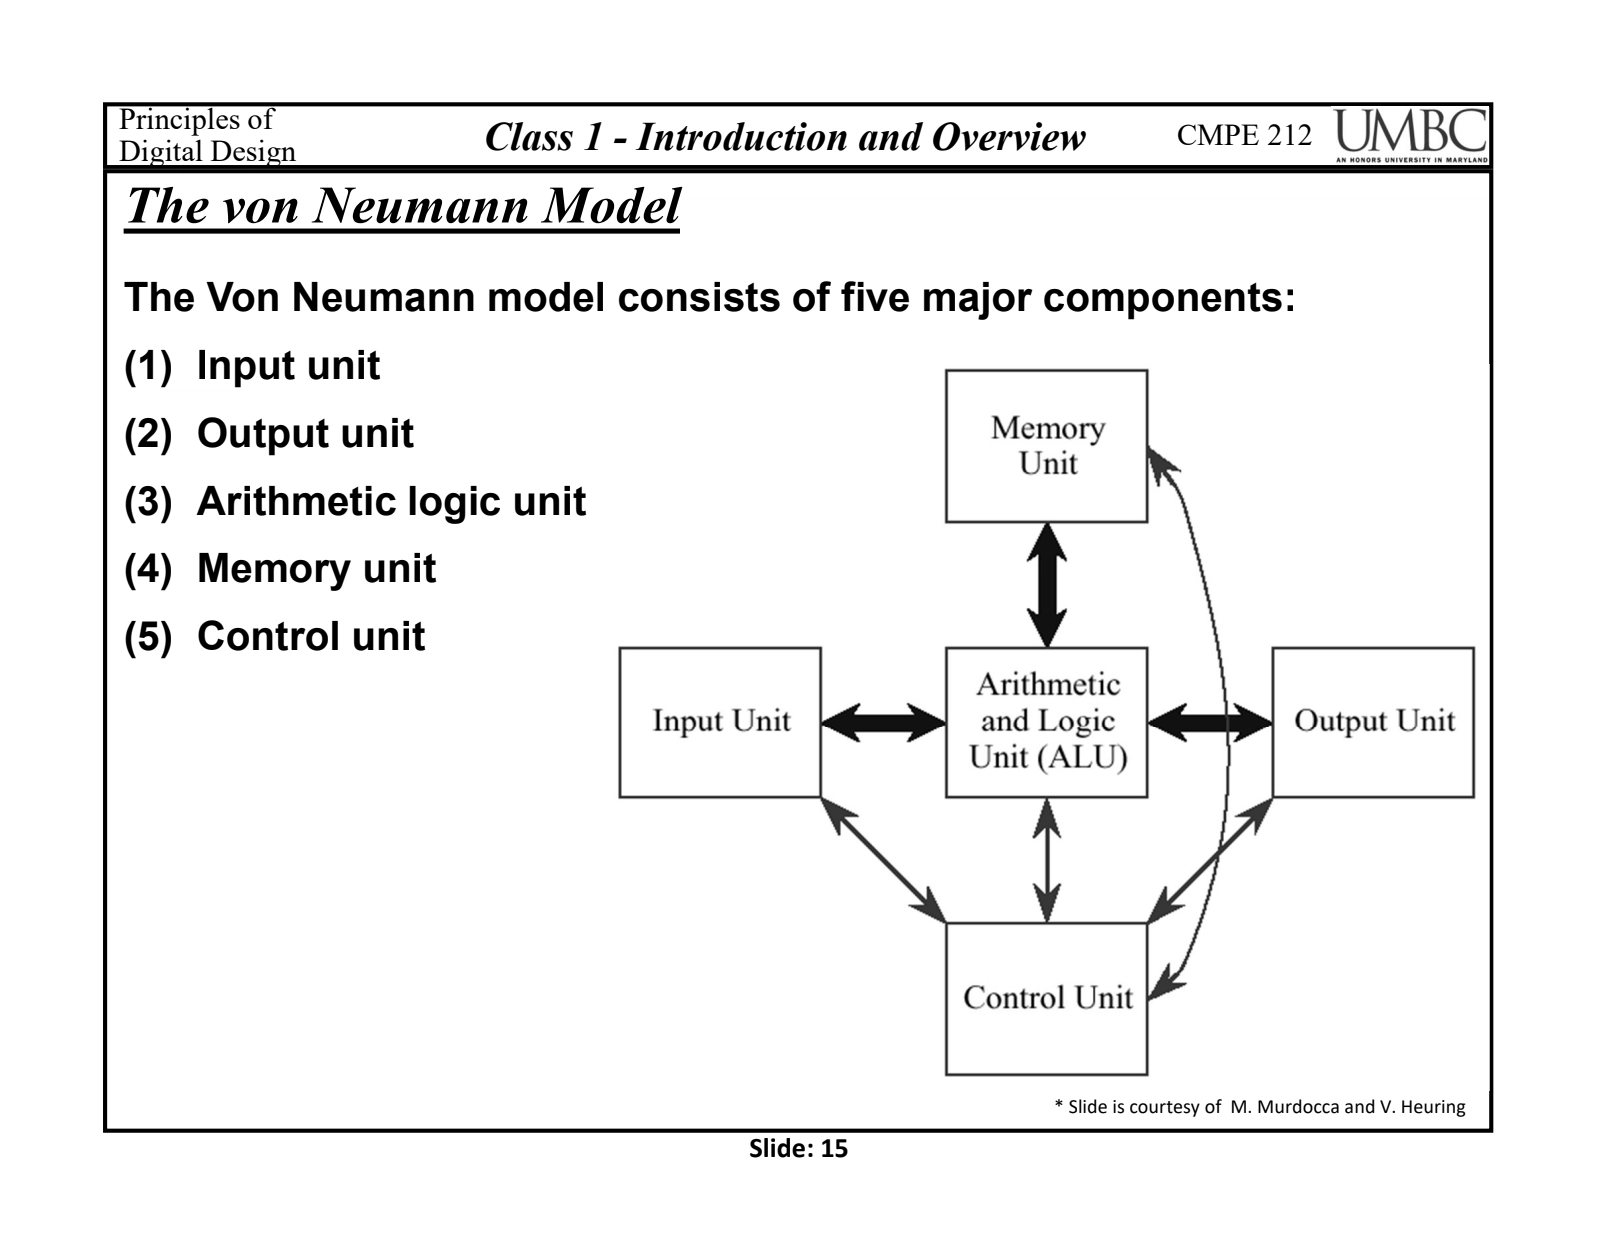 Principles of
Digital Design
Class 1 - Introduction and Overview
CMPE 212
UMBC
AN HONORS UNIVERSITY IN MARYLAND
The von Neumann Model
The Von Neumann model consists of five major components:
(1) Input unit
(2) Output unit
(3) Arithmetic logic unit
(4) Memory unit
(5) Control unit
Memory
Unit
Input Unit
Arithmetic
and Logic
Unit (ALU)
Output Unit
Control Unit
* Slide is courtesy of M. Murdocca and V. Heuring
Slide: 15